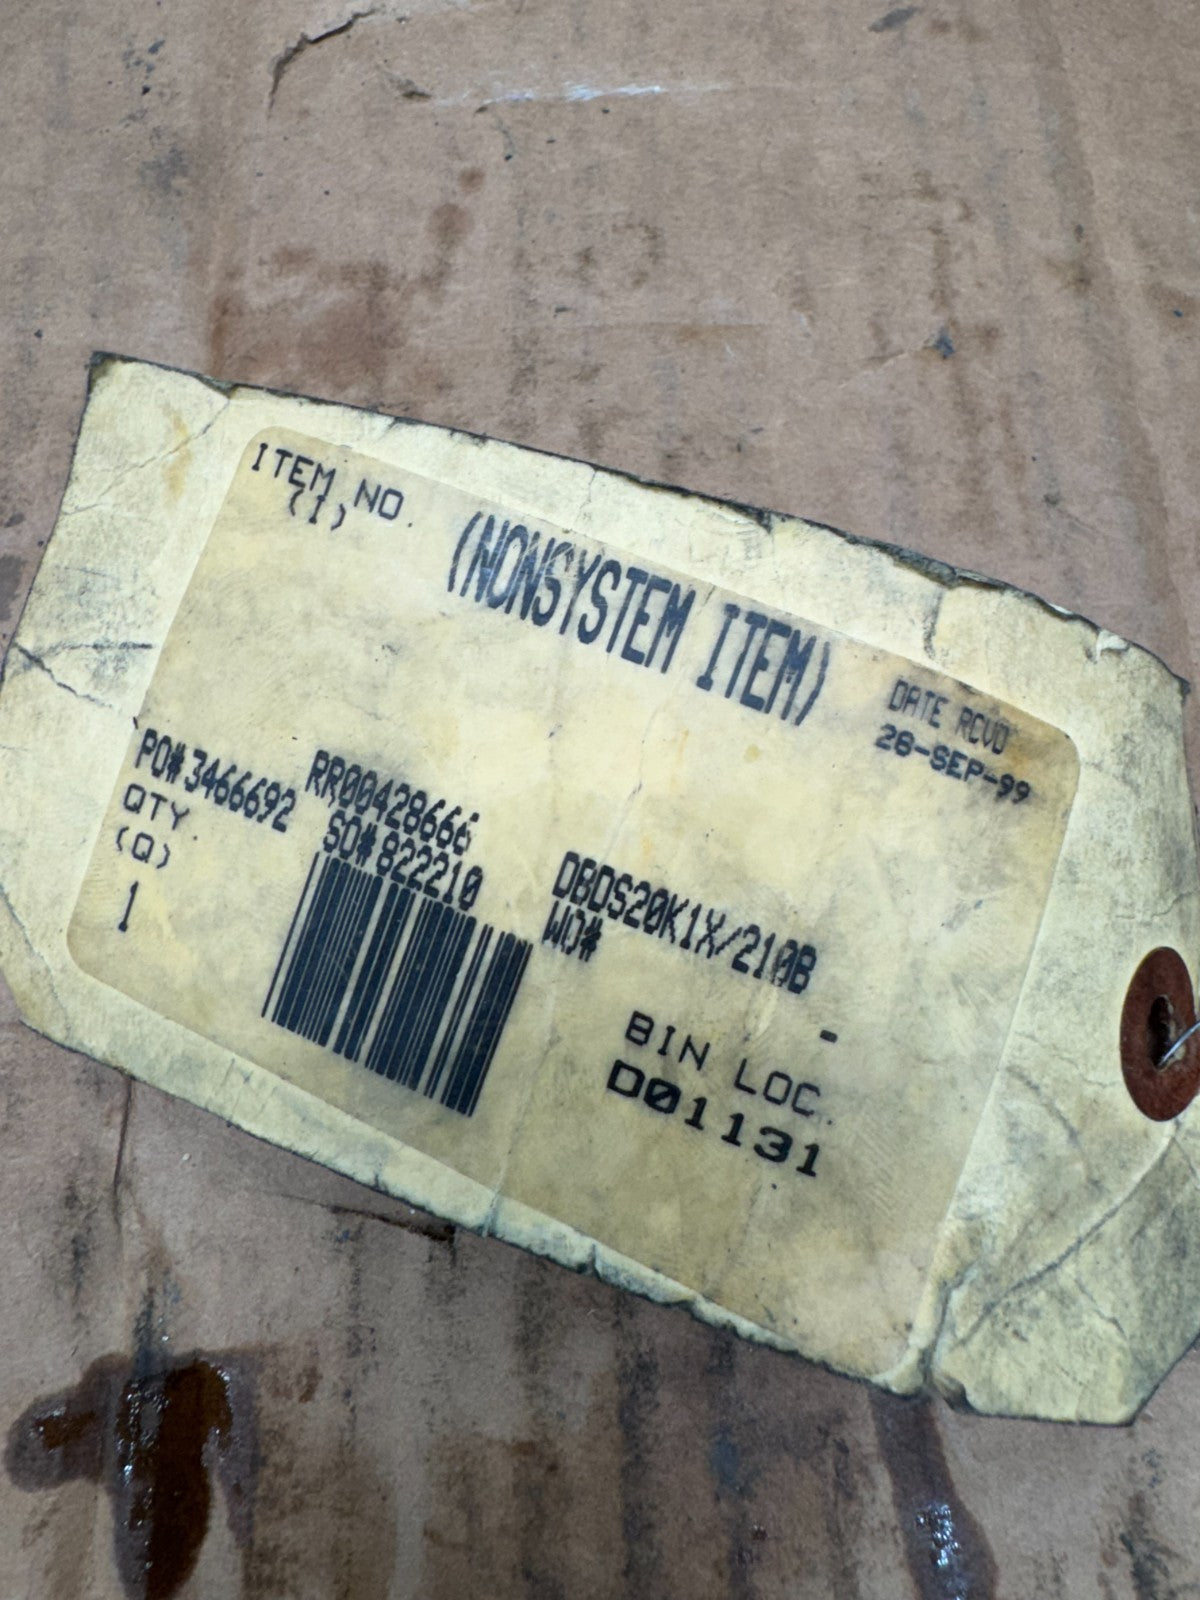 ITEM NO.
(I)
(NONSYSTEM ITEM)
DATE RCVD
28-SEP-99
PO# 3466692
RR00428666
QTY.
(Q)
1
SO# 822210
DBDS20K1X/210B
WO#
-
BIN LOC.
D01131